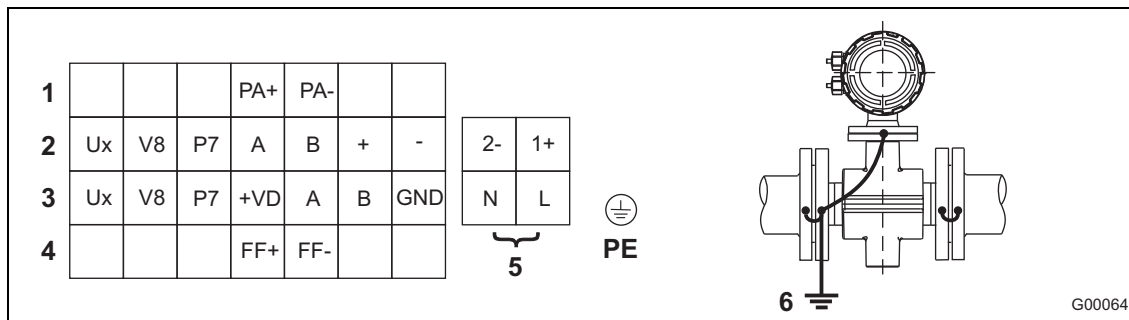 1 PA+ PA-
2 Ux V8 P7 A B + - 2- 1+
3 Ux V8 P7 +VD A B GND N L
4 FF+ FF-
5
PE
6
G00064